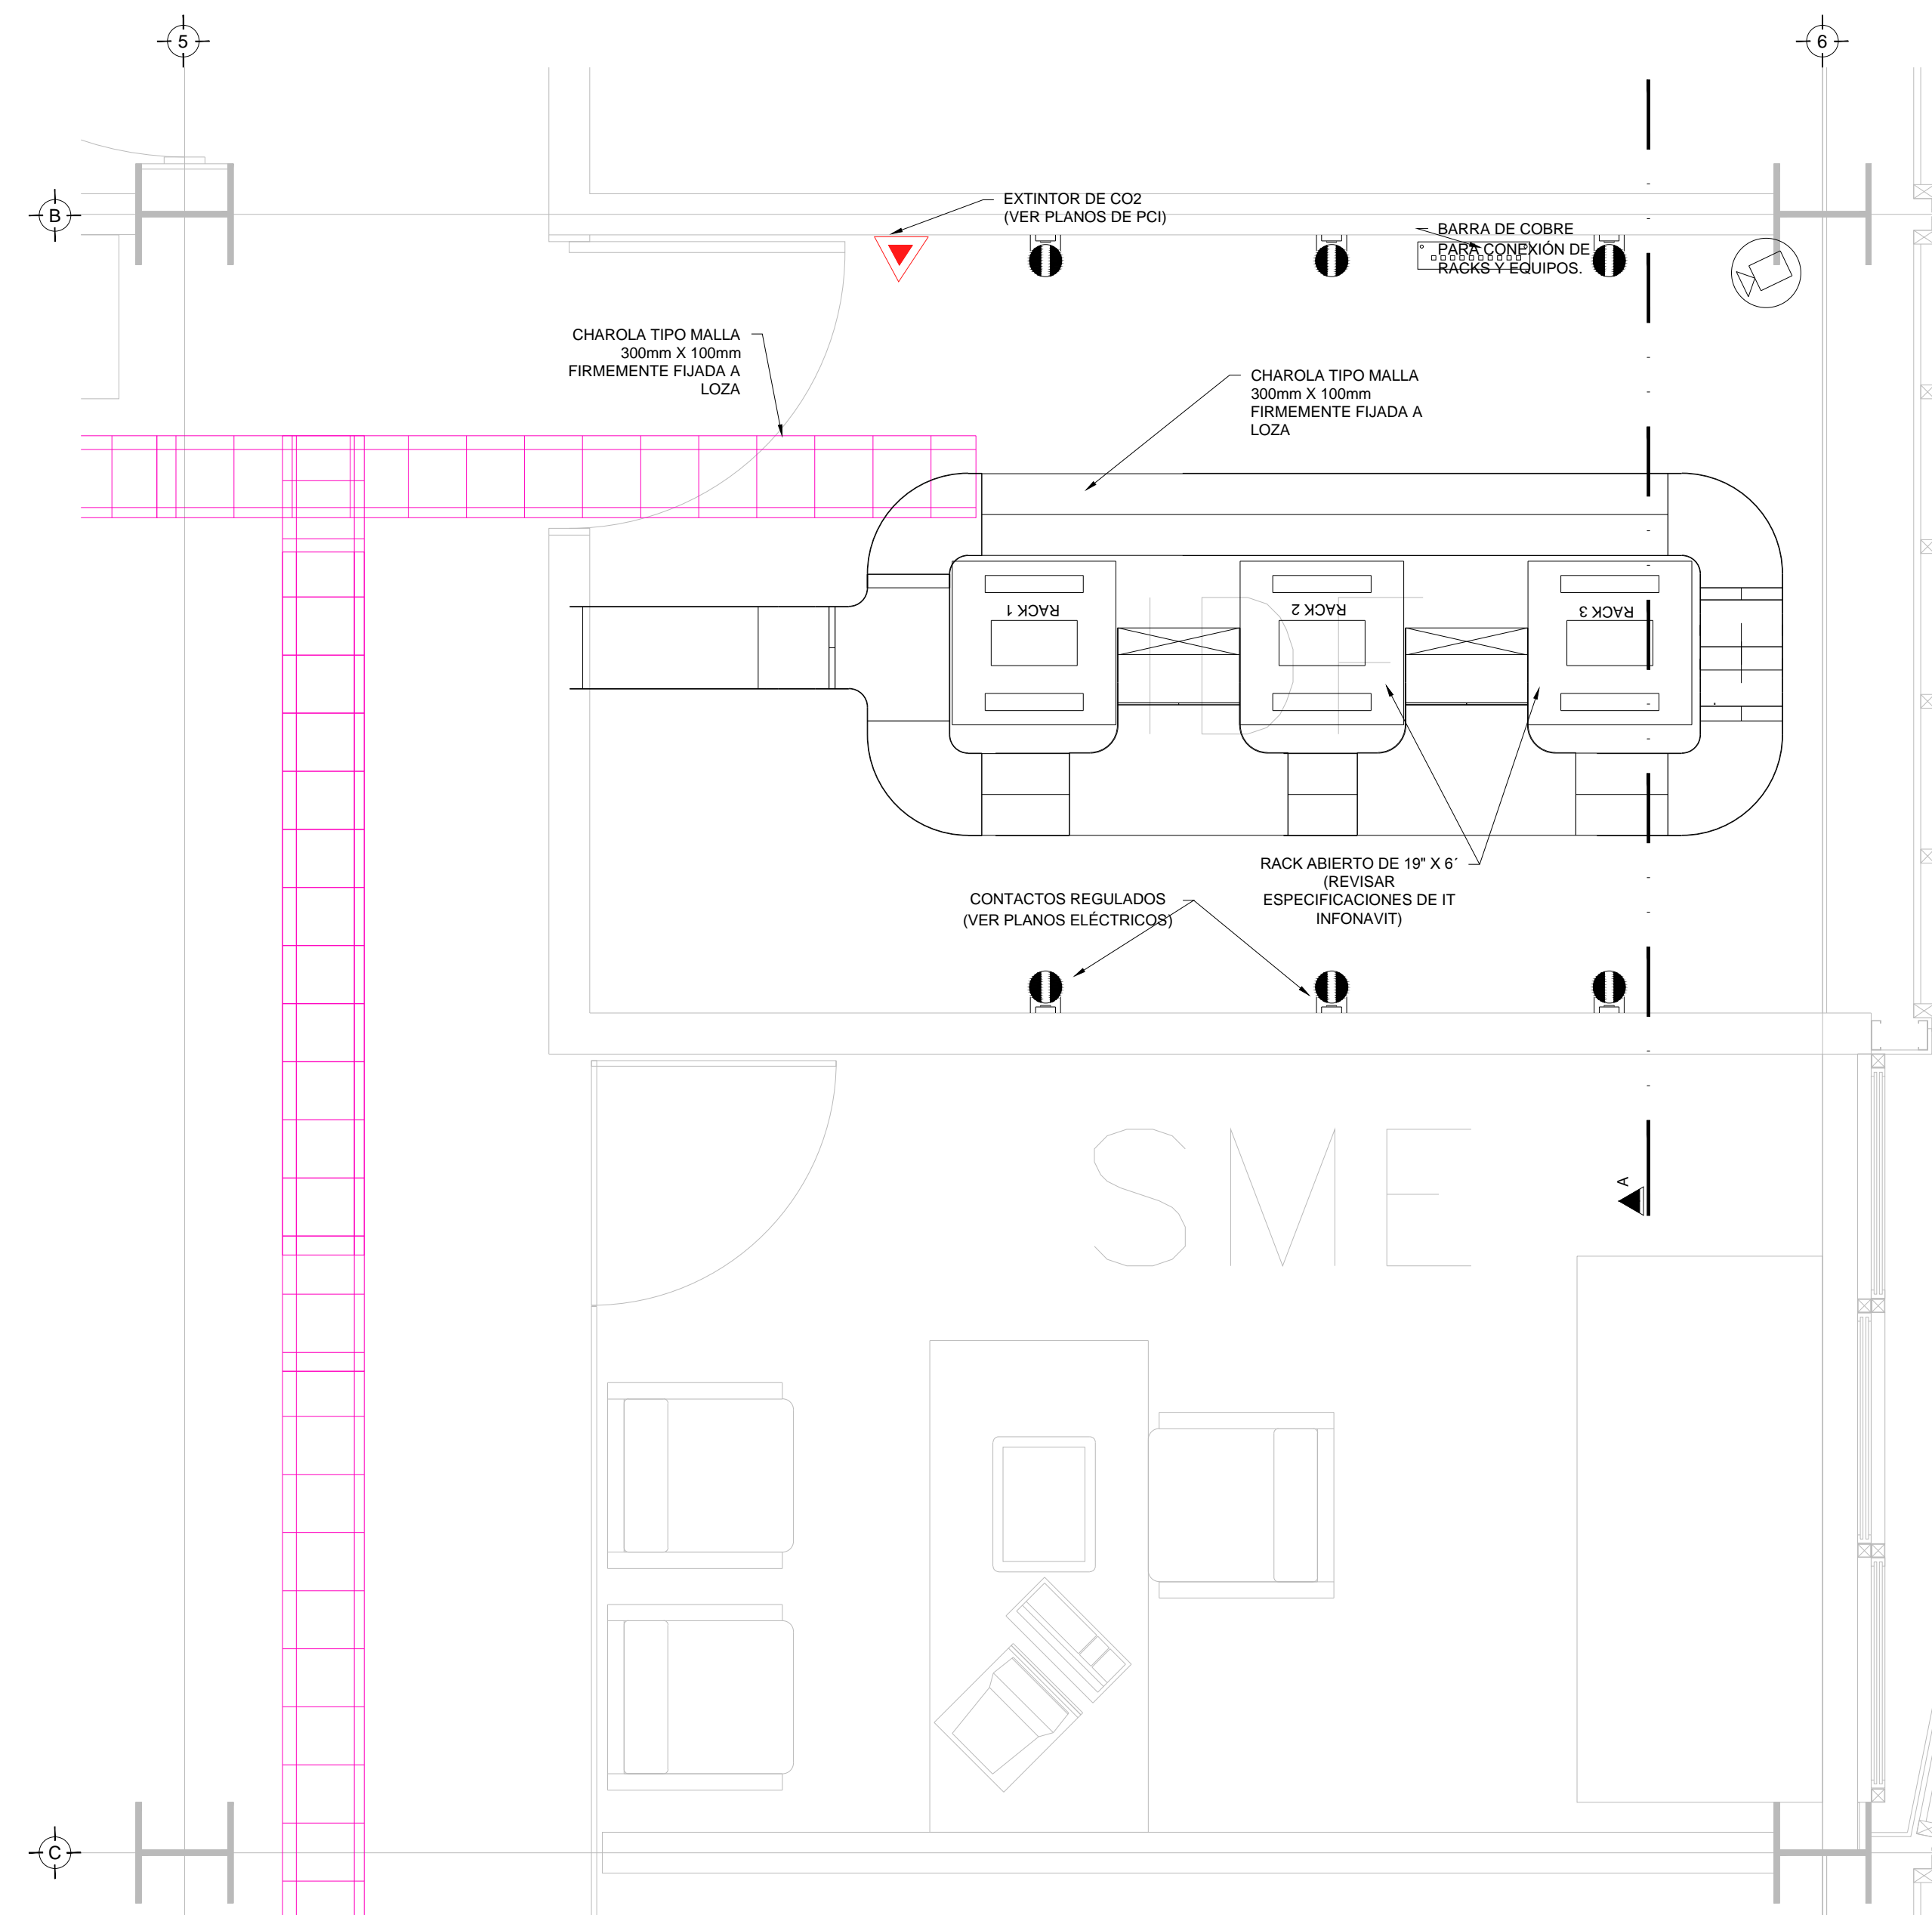 5
6
B
EXTINTOR DE CO2
(VER PLANOS DE PCI)
BARRA DE COBRE
PARA CONEXIÓN DE
RACKS Y EQUIPOS.
CHAROLA TIPO MALLA
300mm X 100mm
FIRMEMENTE FIJADA A
LOZA
CHAROLA TIPO MALLA
300mm X 100mm
FIRMEMENTE FIJADA A
LOZA
RACK 1
RACK 2
RACK 3
IDF
RACK ABIERTO DE 19" X 6´
(REVISAR
ESPECIFICACIONES DE IT
INFONAVIT)
CONTACTOS REGULADOS
(VER PLANOS ELÉCTRICOS)
SME
A
C